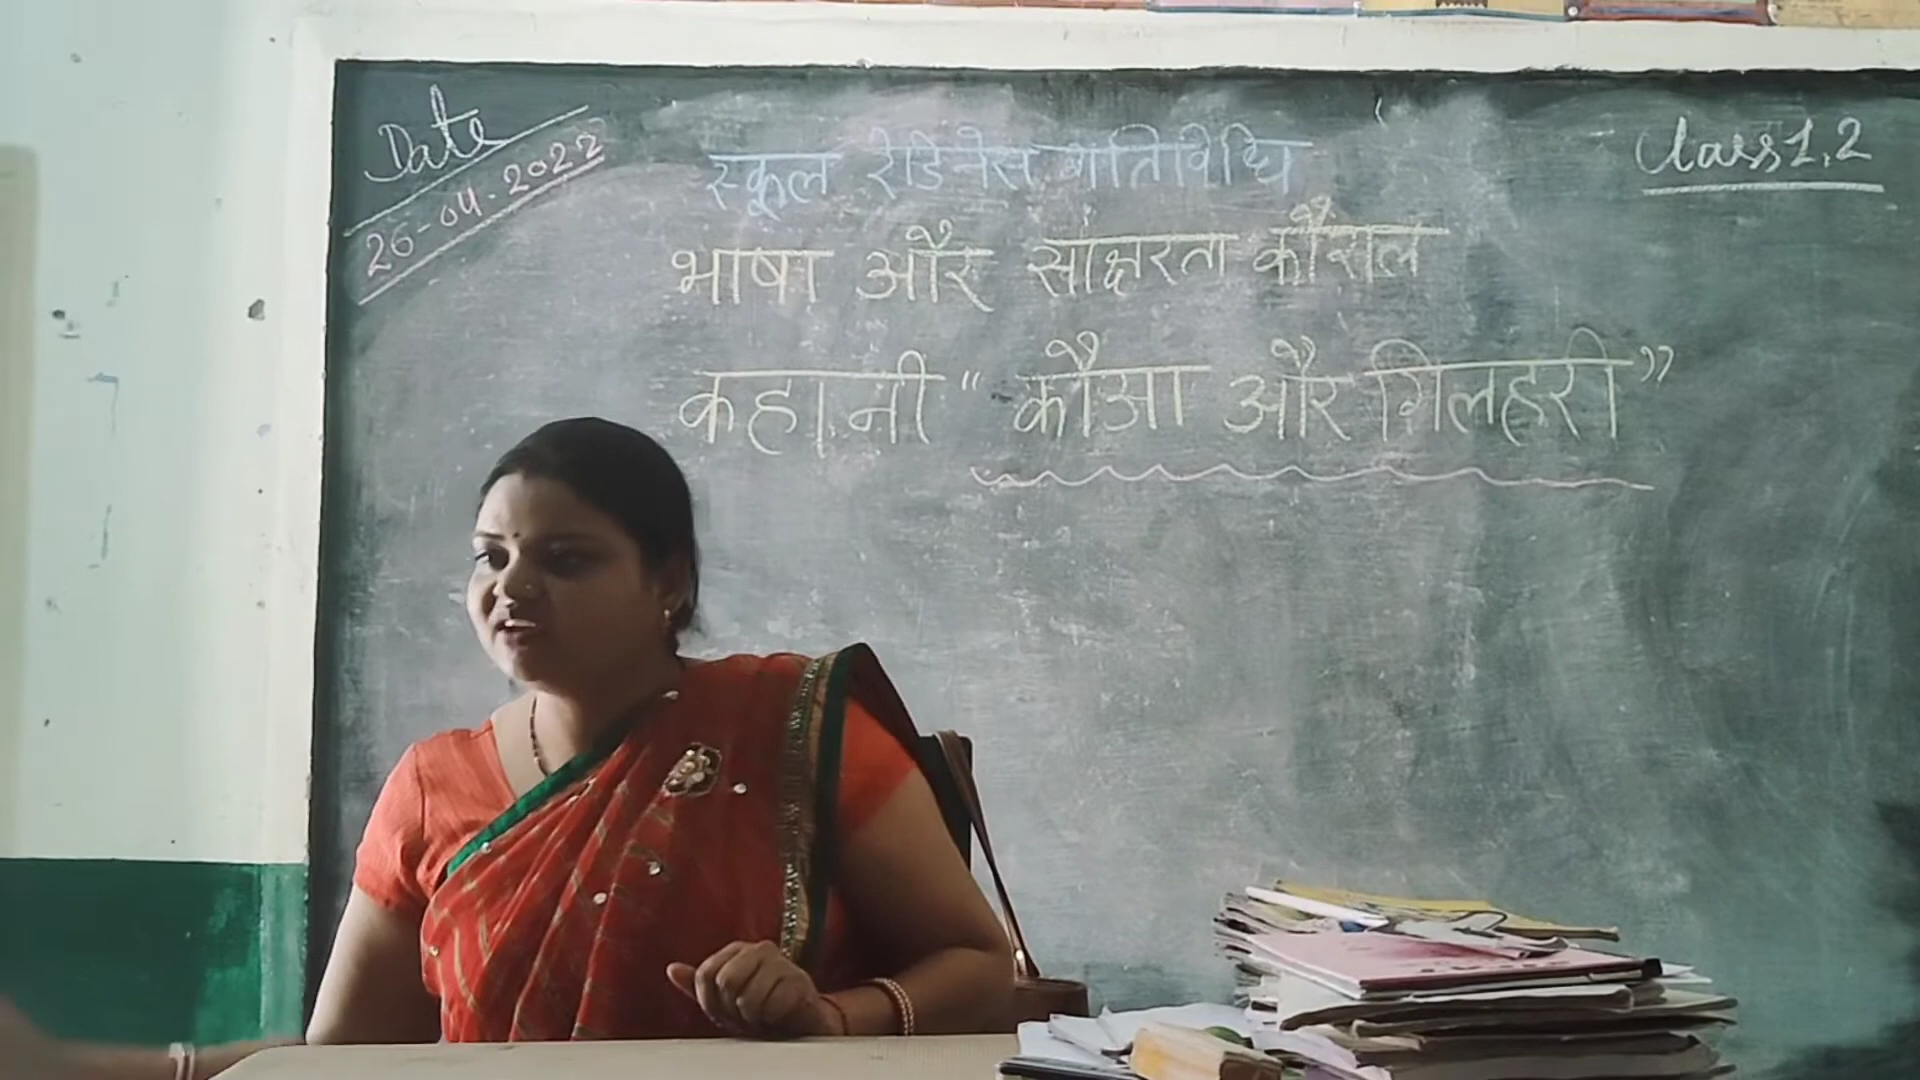 Date
26-04-2022
Class 1,2
स्कूल रेडिनेस गतिविधि
भाषा और सांक्षरता कौशल
कहानी "कौआ और गिलहरी"